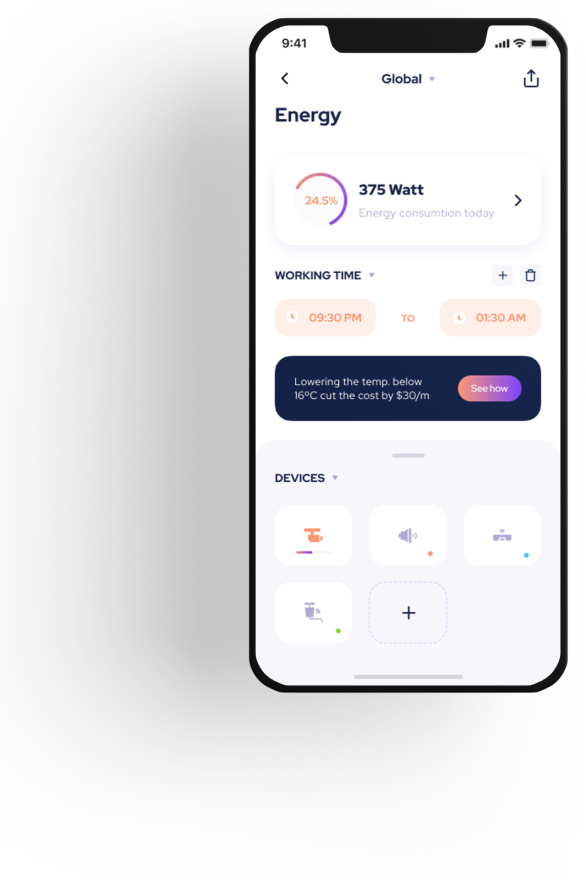 9:41
Global
Energy
24.5%
375 Watt
Energy consumtion today
WORKING TIME
09:30 PM
TO
01:30 AM
Lowering the temp. below
16ºC cut the cost by $30/m
See how
DEVICES